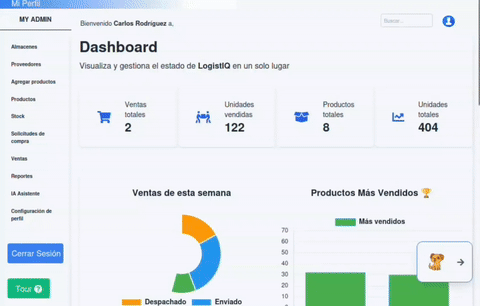 Mi Perfil
MY ADMIN
Bienvenido Carlos Rodríguez a,
Buscar...
Almacenes
Proveedores
Agregar productos
Productos
Stock
Solicitudes de
compra
Ventas
Reportes
IA Asistente
Configuración de
perfil
Cerrar Sesión
Tour
Dashboard
Visualiza y gestiona el estado de LogistIQ en un solo lugar
Ventas
totales
2
Unidades
vendidas
122
Productos
totales
8
Unidades
totales
404
Ventas de esta semana
Despachado
Enviado
Productos Más Vendidos 🏆
Más vendidos
70
60
50
40
30
20
10
0